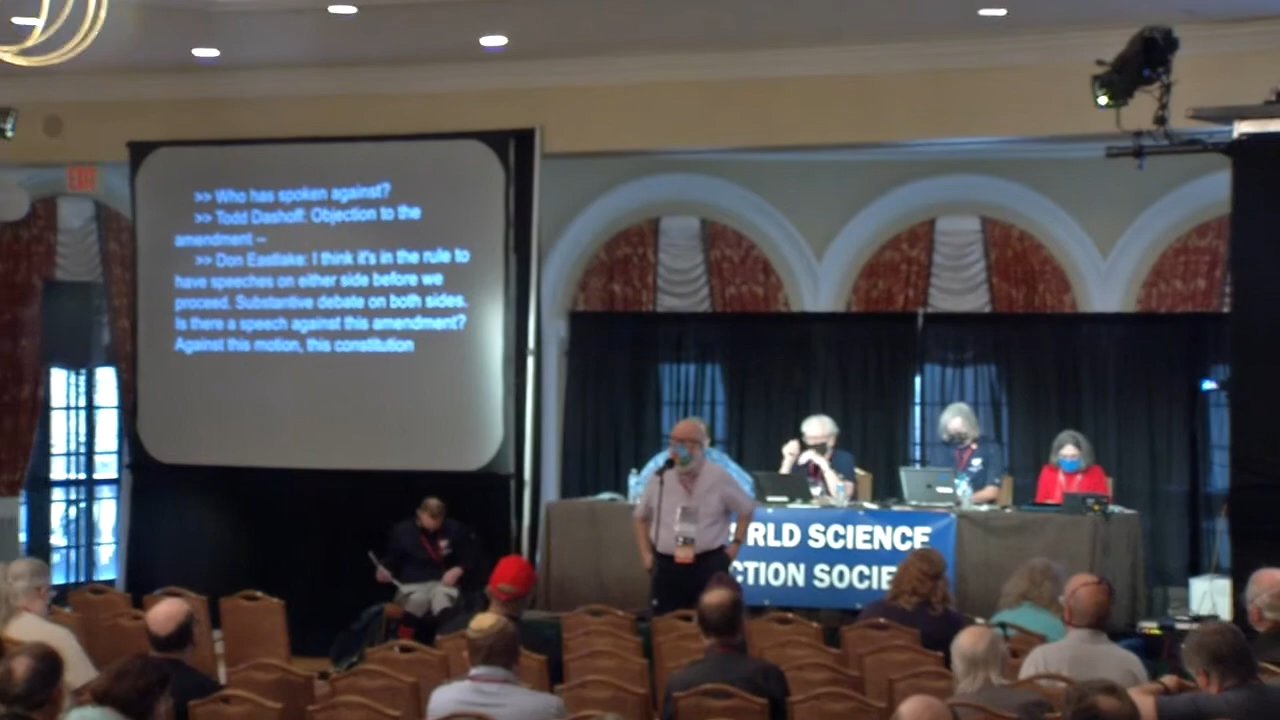 EXIT
>> Who has spoken against?
>> Todd Dashoff: Objection to the
amendment –
>> Don Eastlake: I think it's in the rule to
have speeches on either side before we
proceed. Substantive debate on both sides.
Is there a speech against this amendment?
Against this motion, this constitution
RLD SCIENCE
CTION SOCIE